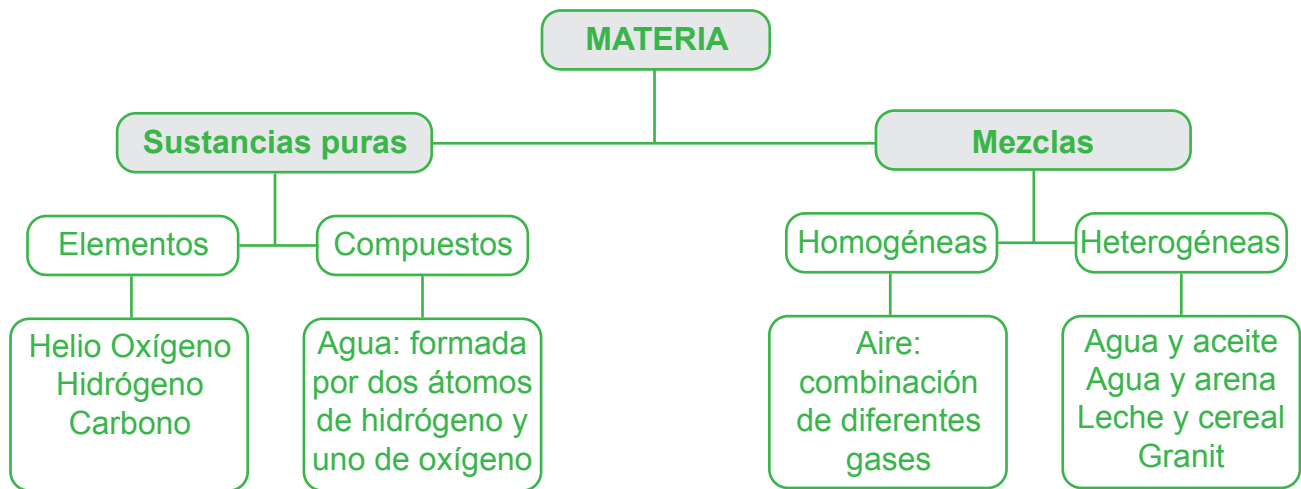 MATERIA
Sustancias puras
Mezclas
Elementos
Compuestos
Homogéneas
Heterogéneas
Helio Oxígeno
Hidrógeno
Carbono
Agua: formada
por dos átomos
de hidrógeno y
uno de oxígeno
Aire:
combinación
de diferentes
gases
Agua y aceite
Agua y arena
Leche y cereal
Granit